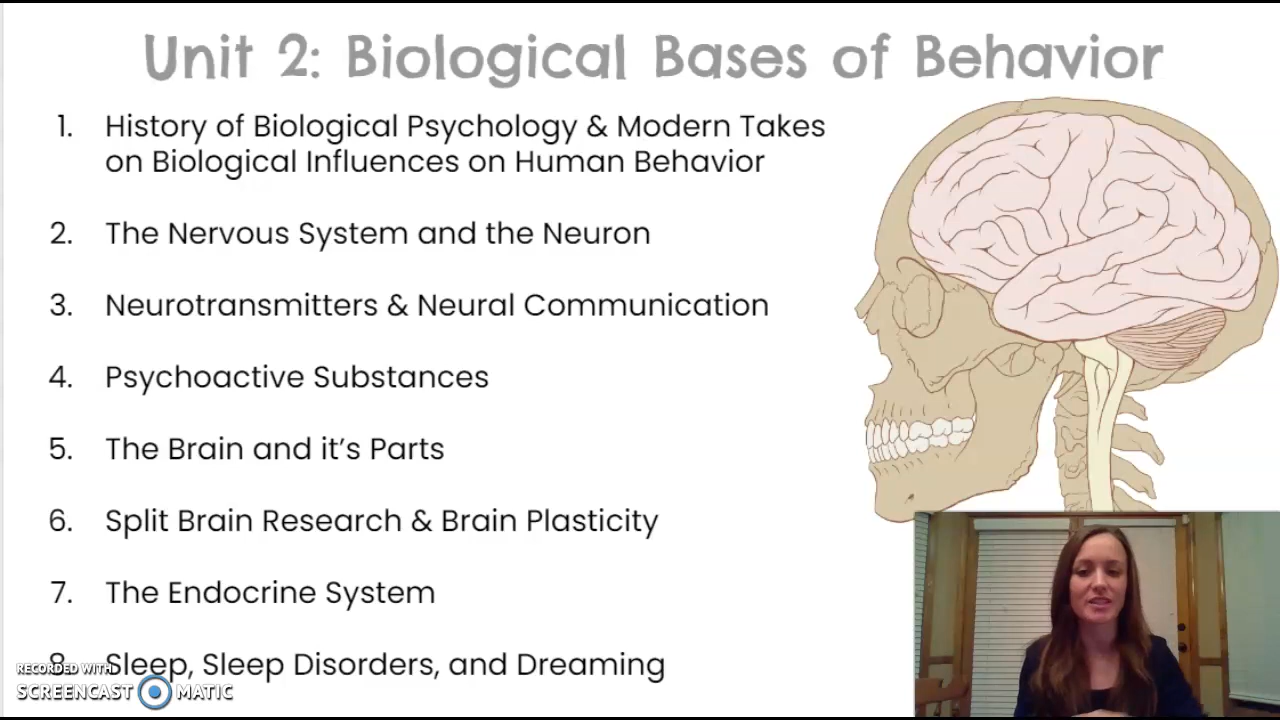 Unit 2: Biological Bases of Behavior
1. History of Biological Psychology & Modern Takes
on Biological Influences on Human Behavior
2. The Nervous System and the Neuron
3. Neurotransmitters & Neural Communication
4. Psychoactive Substances
5. The Brain and it's Parts
6. Split Brain Research & Brain Plasticity
7. The Endocrine System
8. Sleep, Sleep Disorders, and Dreaming
RECORDED WITH
SCREENCAST MATIC